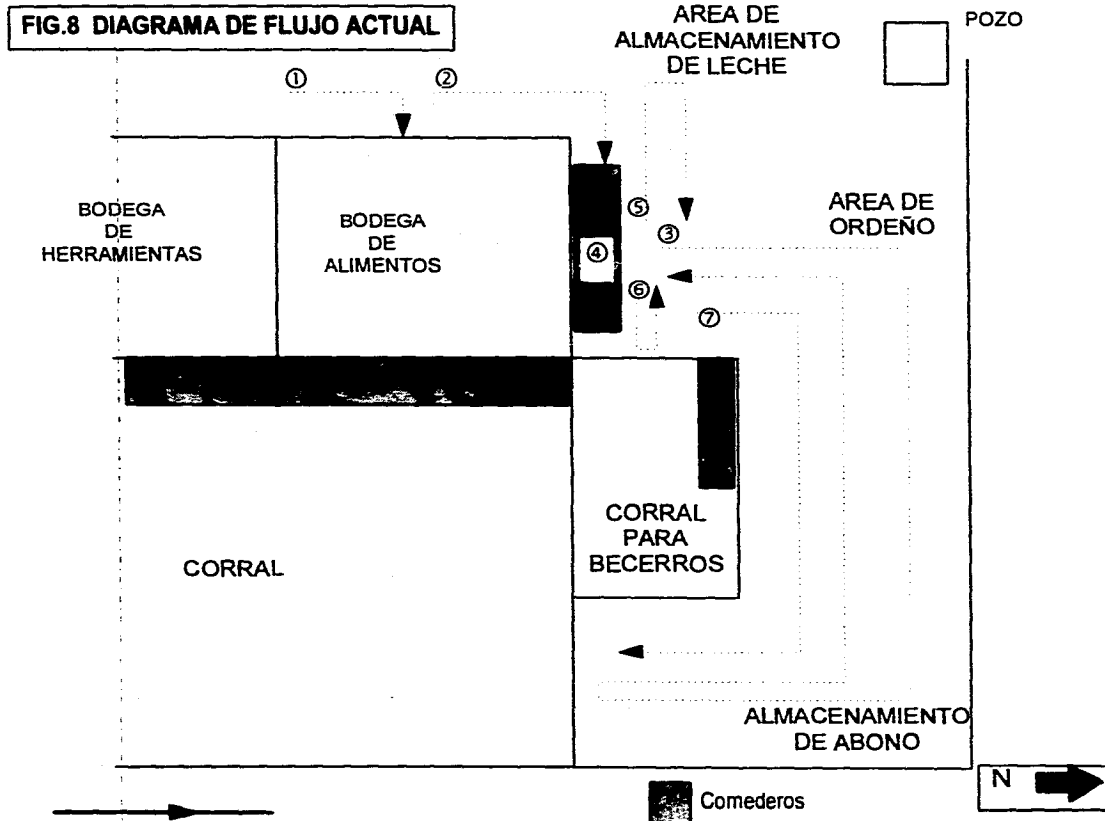 FIG.8 DIAGRAMA DE FLUJO ACTUAL
AREA DE
ALMACENAMIENTO
DE LECHE
POZO
①
②
BODEGA
DE
HERRAMIENTAS
BODEGA
DE
ALIMENTOS
④
⑤
③
⑥
⑦
AREA DE
ORDEÑO
CORRAL
CORRAL
PARA
BECERROS
ALMACENAMIENTO
DE ABONO
Comederos
N